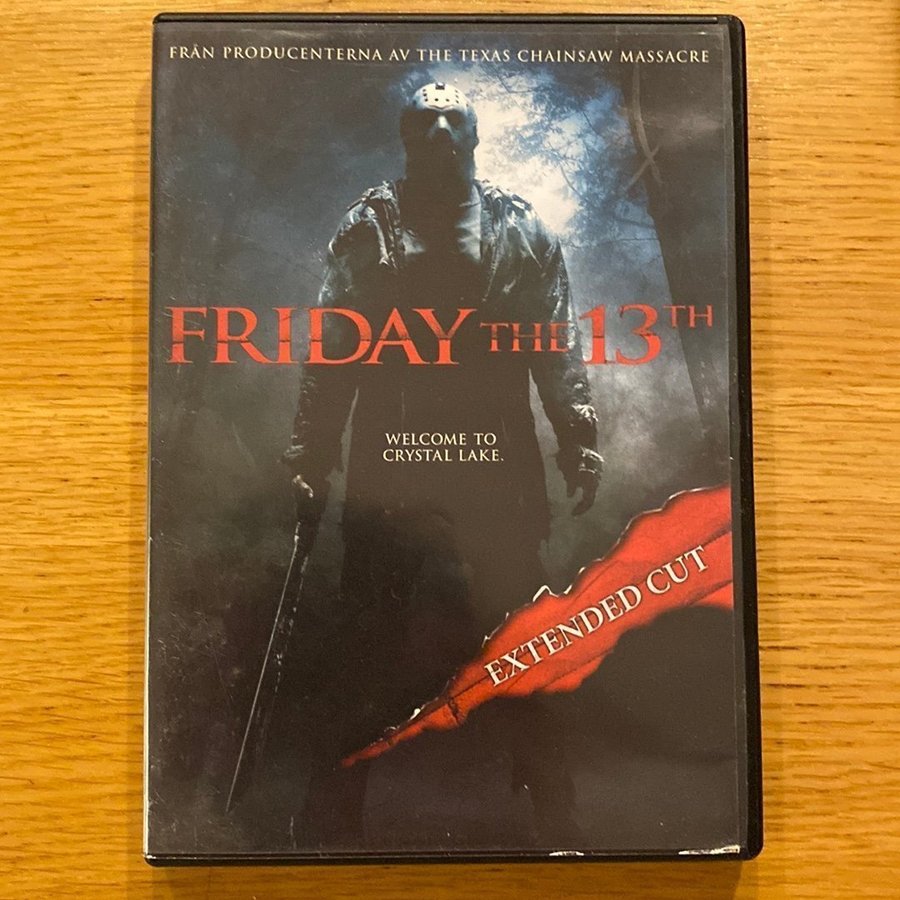 FRÅN PRODUCENTERNA AV THE TEXAS CHAINSAW MASSACRE
FRIDAY THE 13TH
WELCOME TO
CRYSTAL LAKE.
EXTENDED CUT